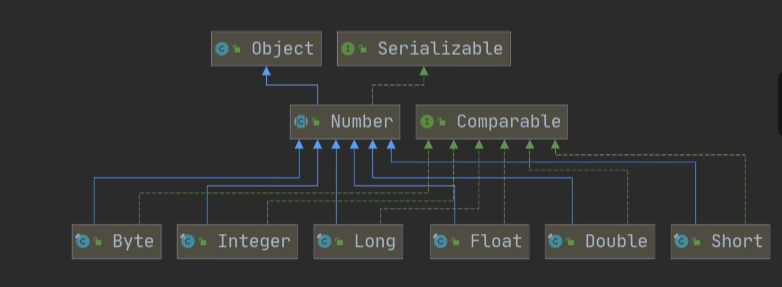 Object Serializable
Number Comparable
Byte Integer Long Float Double Short